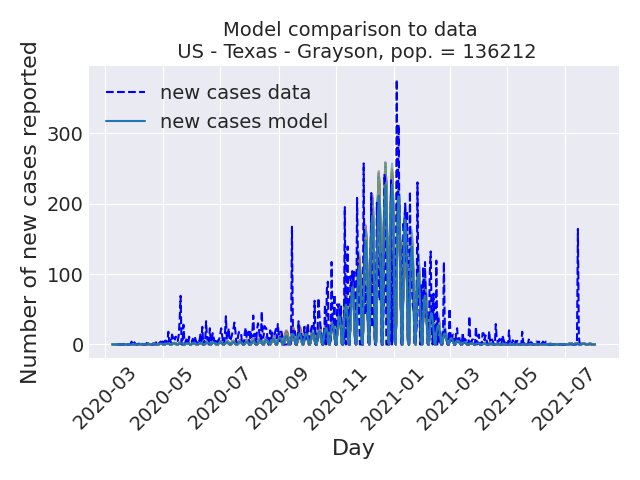 Model comparison to data
US - Texas - Grayson, pop. = 136212
Number of new cases reported
300
200
100
0
new cases data
new cases model
2020-03
2020-05
2020-07
2020-09
2020-11
2021-01
2021-03
2021-05
2021-07
Day